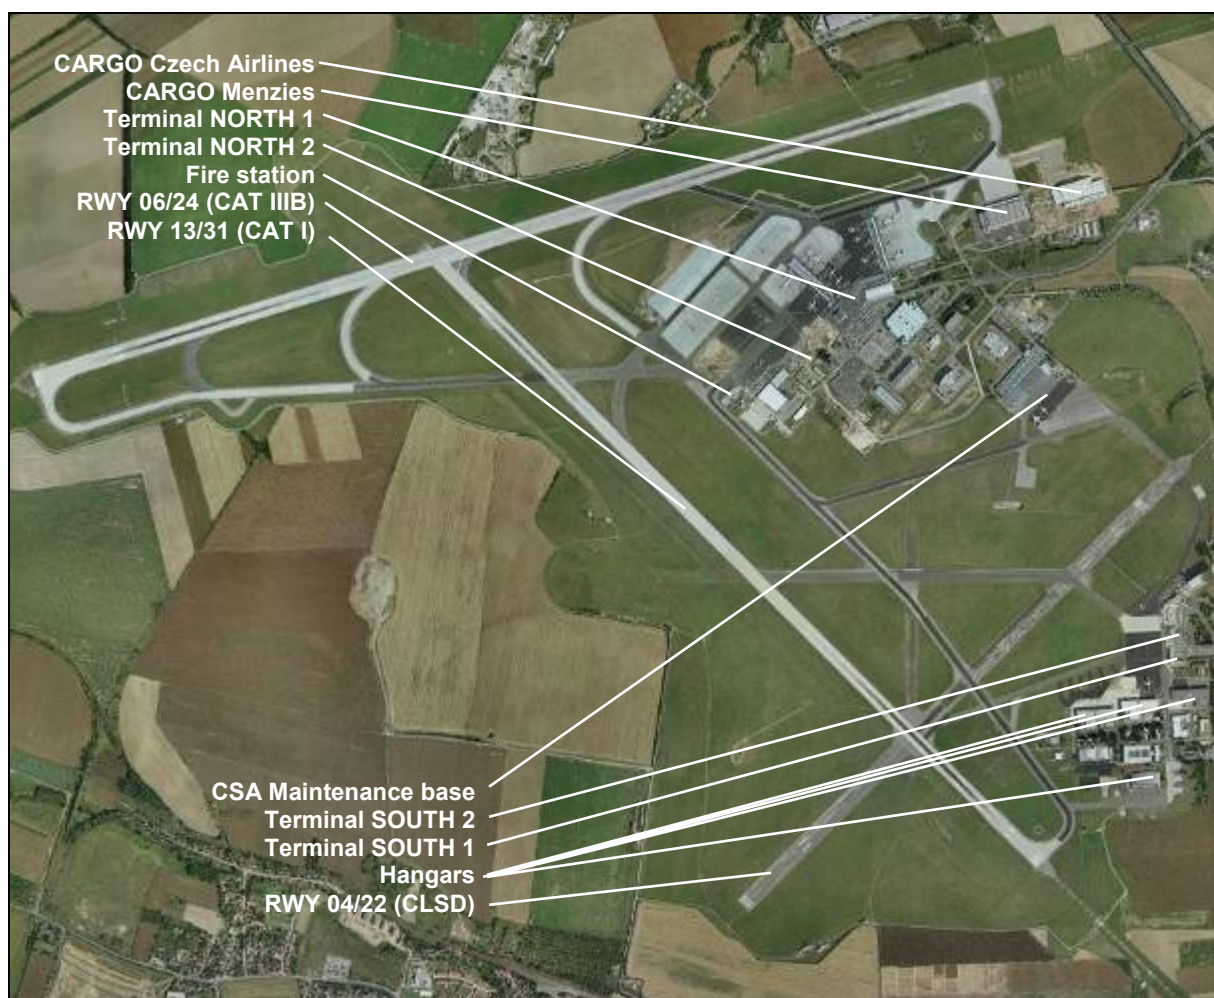 CARGO Czech Airlines
CARGO Menzies
Terminal NORTH 1
Terminal NORTH 2
Fire station
RWY 06/24 (CAT IIIB)
RWY 13/31 (CAT I)
CSA Maintenance base
Terminal SOUTH 2
Terminal SOUTH 1
Hangars
RWY 04/22 (CLSD)